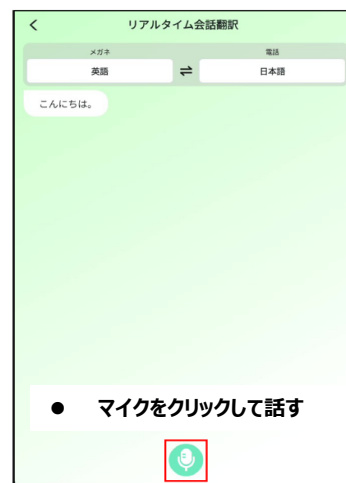 リアルタイム会話翻訳
メガネ 電話
英語 ⇌ 日本語
こんにちは。
● マイクをクリックして話す